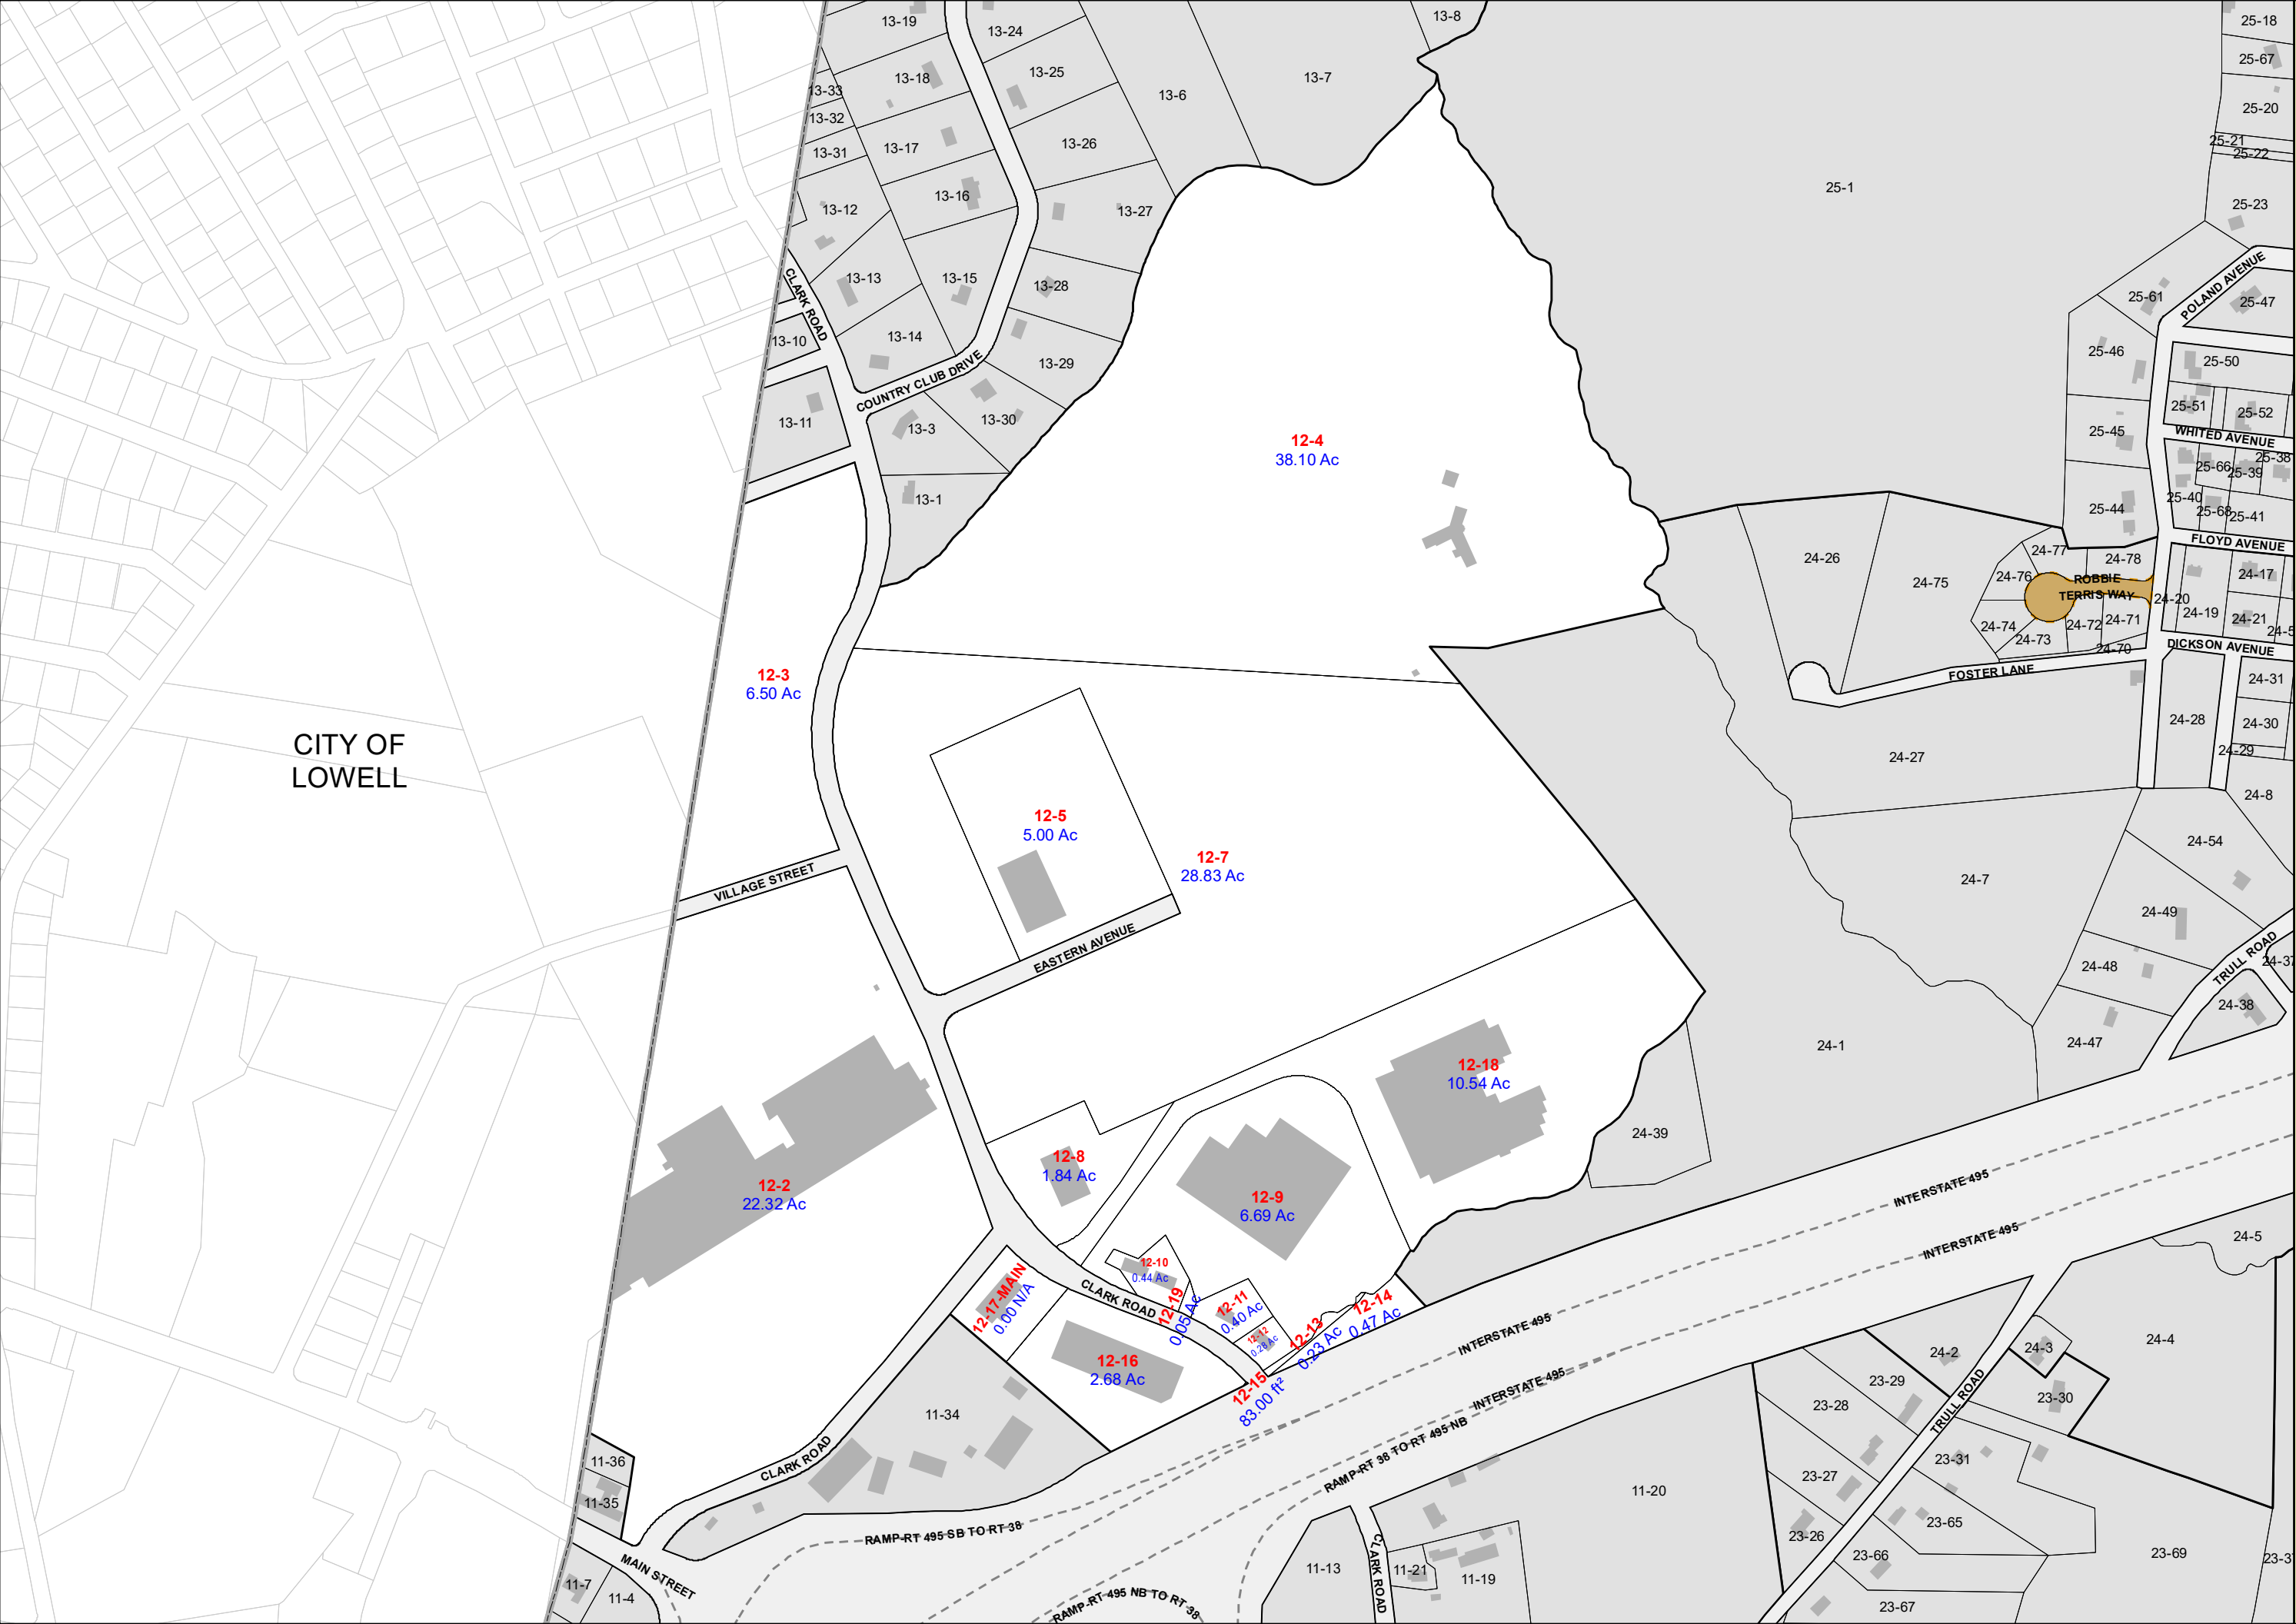 13-19
13-24
13-8
25-18
13-18
13-25
13-7
25-67
13-33
13-6
25-20
13-32
13-31
13-17
13-26
25-21
25-22
25-1
13-12
13-16
13-27
25-23
CLARK ROAD
13-13
13-15
13-28
25-61
POLAND AVENUE
25-47
13-10
13-14
13-29
25-46
25-50
COUNTRY CLUB DRIVE
13-11
13-3
13-30
25-51
25-52
12-4
38.10 Ac
25-45
WHITED AVENUE
25-66
25-39
25-38
13-1
25-44
25-40
25-68
25-41
FLOYD AVENUE
24-26
24-75
24-77
24-78
24-76
ROBBIE
TERRIS WAY
24-17
24-20
24-19
24-21
24-74
24-73
24-72
24-71
24-70
DICKSON AVENUE
FOSTER LANE
12-3
6.50 Ac
24-31
24-28
24-30
24-29
CITY OF
LOWELL
24-27
24-8
12-5
5.00 Ac
12-7
28.83 Ac
24-54
VILLAGE STREET
24-7
24-49
EASTERN AVENUE
TRULL ROAD
24-48
24-37
24-38
24-1
24-47
12-18
10.54 Ac
24-39
12-8
1.84 Ac
12-2
22.32 Ac
12-9
6.69 Ac
INTERSTATE 495
INTERSTATE 495
24-5
12-10
0.44 Ac
12-17-MAIN
0.00 N/A
CLARK ROAD
12-19
0.05 Ac
12-11
0.40 Ac
12-12
0.28 Ac
12-13
0.23 Ac
12-14
0.47 Ac
12-15
83.00 ft²
12-16
2.68 Ac
INTERSTATE 495
INTERSTATE 495
24-2
24-3
24-4
23-29
23-30
23-28
TRULL ROAD
11-34
CLARK ROAD
RAMP-RT 38 TO RT 495 NB
11-36
11-35
23-27
23-31
11-20
23-26
23-65
RAMP-RT 495 SB TO RT 38
MAIN STREET
23-66
23-69
11-7
11-4
11-13
CLARK ROAD
11-21
11-19
RAMP-RT 495 NB TO RT 38
23-67